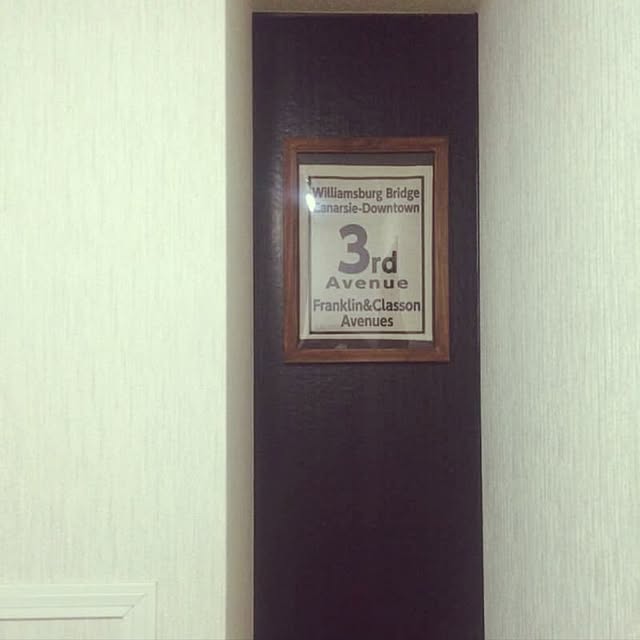 Williamsburg Bridge
Canarsie-Downtown
3rd
Avenue
Franklin&Classon
Avenues